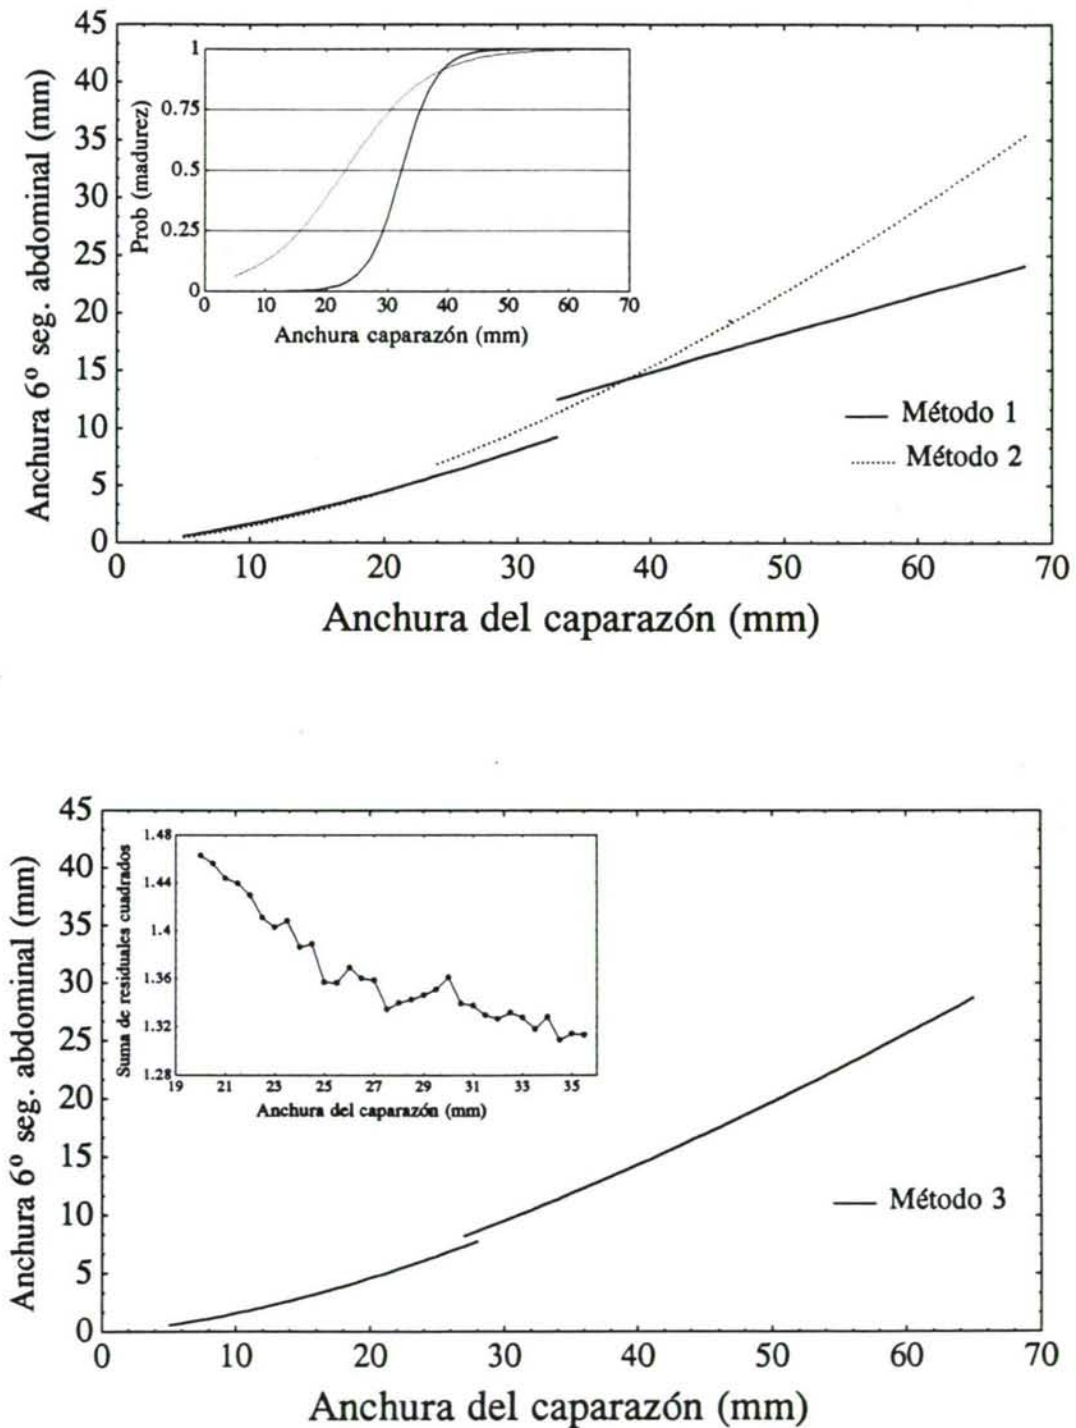 45
40
35
30
25
20
15
10
5
0
Anchura 6º seg. abdominal (mm)
1
0.75
0.5
0.25
0
Prob (madurez)
0 10 20 30 40 50 60 70
Anchura caparazón (mm)
Método 1
Método 2
0 10 20 30 40 50 60 70
Anchura del caparazón (mm)
45
40
35
30
25
20
15
10
5
0
Anchura 6º seg. abdominal (mm)
1.48
1.44
1.4
1.36
1.32
1.28
Suma de residuales cuadrados
19 21 23 25 27 29 31 33 35
Anchura del caparazón (mm)
Método 3
0 10 20 30 40 50 60 70
Anchura del caparazón (mm)